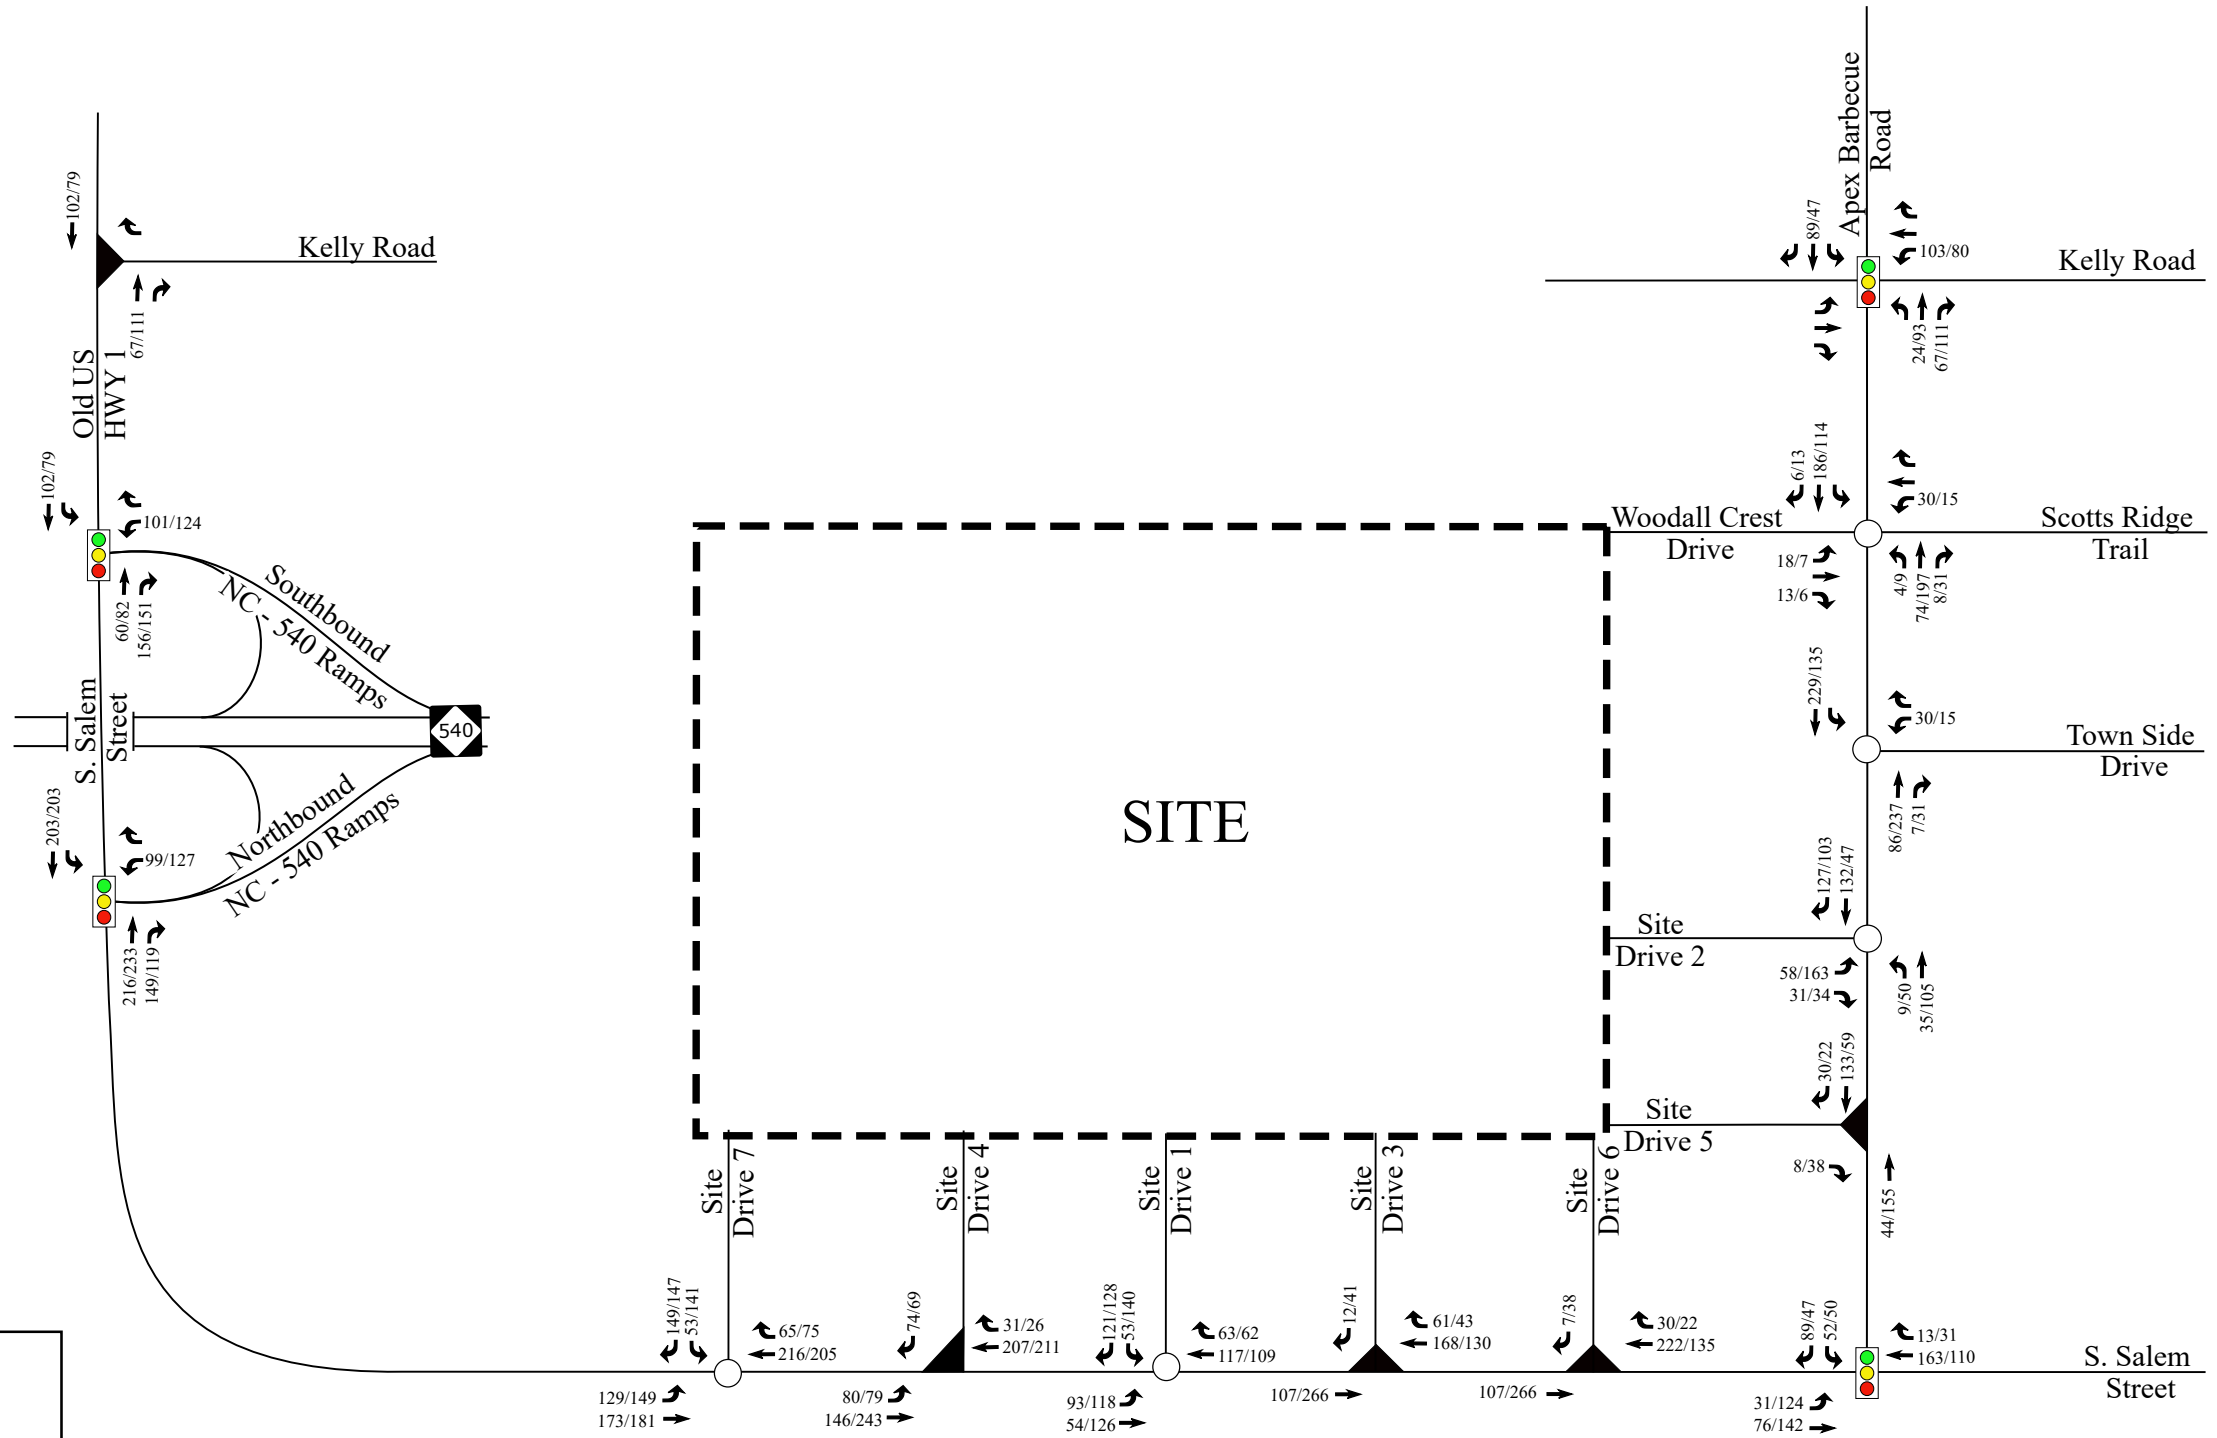 Apex Barbecue
Road
102/79
Kelly Road
67/111
Old US
HWY 1
89/47
103/80
Kelly Road
24/93
67/111
102/79
101/124
60/82
156/151
Southbound
NC - 540 Ramps
S. Salem
Street
540
203/203
99/127
Northbound
NC - 540 Ramps
216/233
149/119
SITE
6/13
186/114
30/15
Woodall Crest
Drive
Scotts Ridge
Trail
18/7
13/6
4/9
74/197
8/31
229/135
30/15
Town Side
Drive
86/237
7/31
127/103
132/47
Site
Drive 2
58/163
31/34
9/50
35/105
30/22
133/59
Site
Drive 5
8/38
44/155
Site
Drive 7
Site
Drive 4
Site
Drive 1
Site
Drive 3
Site
Drive 6
149/147
53/141
65/75
216/205
129/149
173/181
74/69
31/26
207/211
80/79
146/243
121/128
53/140
63/62
117/109
93/118
54/126
12/41
61/43
168/130
107/266
7/38
30/22
222/135
107/266
89/47
52/50
13/31
163/110
31/124
76/142
S. Salem
Street